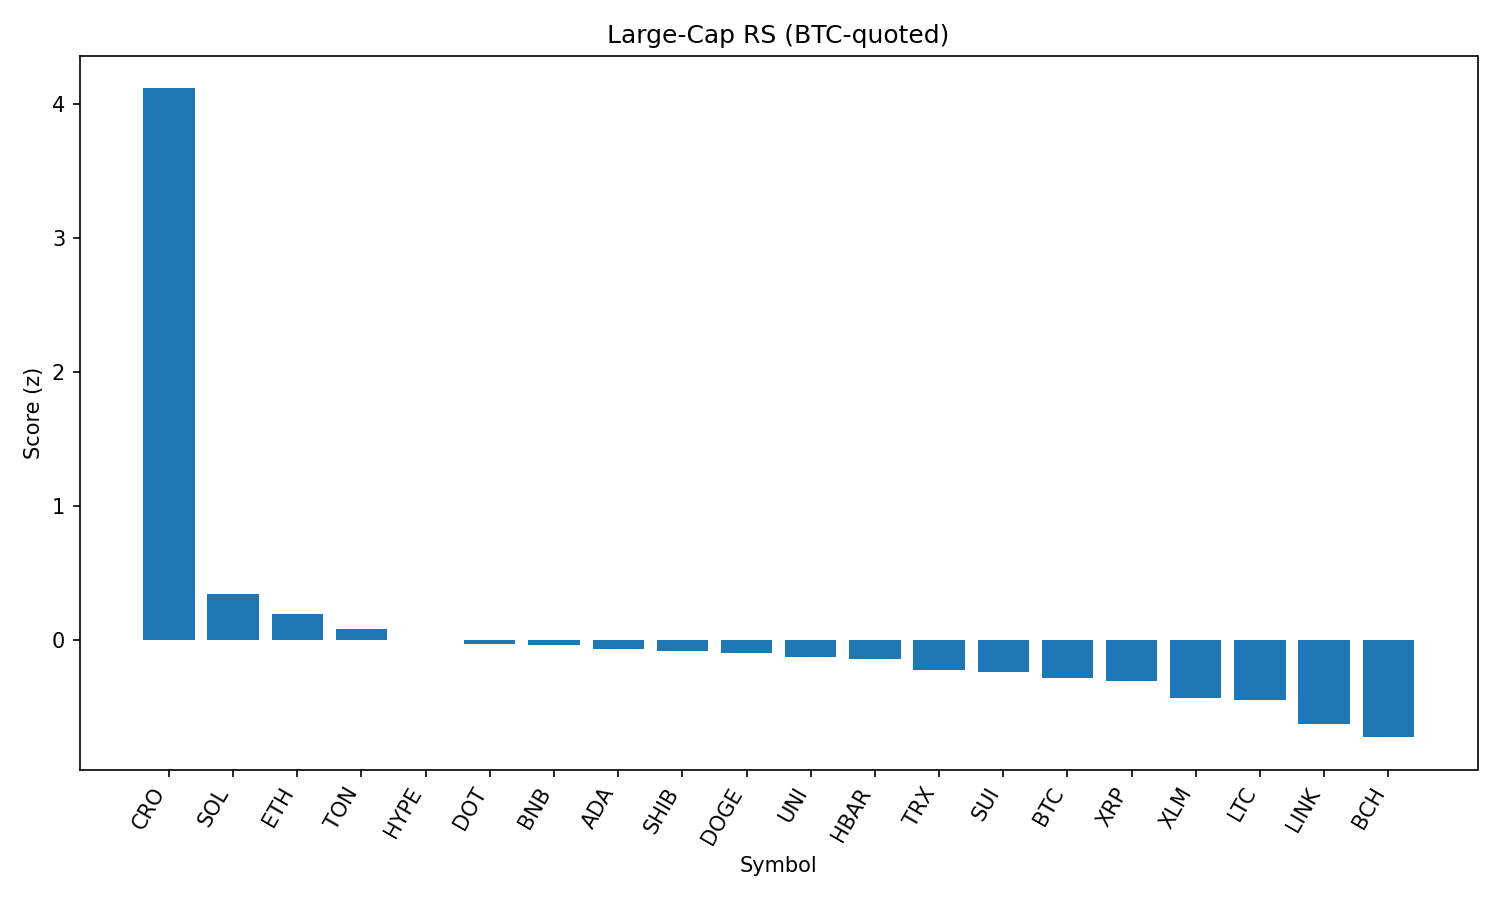 Large-Cap RS (BTC-quoted)
Score (z)
4
3
2
1
0
CRO
SOL
ETH
TON
HYPE
DOT
BNB
ADA
SHIB
DOGE
UNI
HBAR
TRX
SUI
BTC
XRP
XLM
LTC
LINK
BCH
Symbol